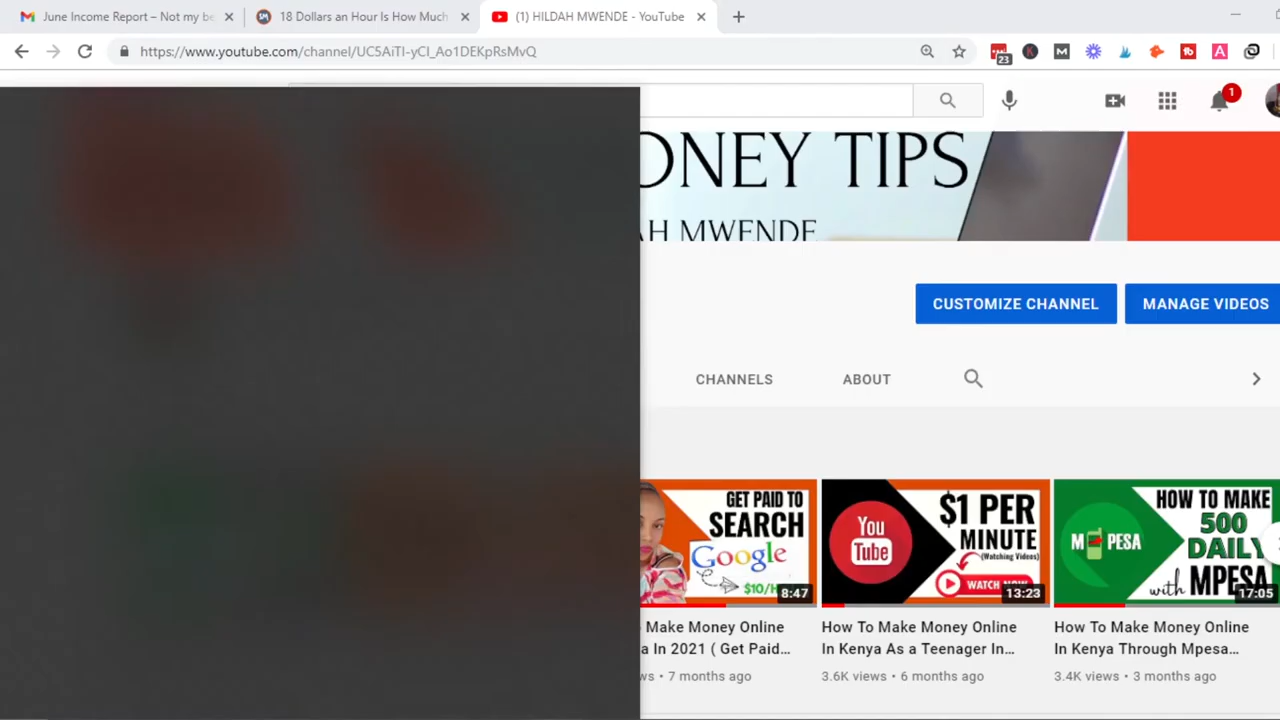 June Income Report – Not my be
18 Dollars an Hour Is How Much
(1) HILDAH MWENDE - YouTube
https://www.youtube.com/channel/UC5AiTI-yCI_Ao1DEKpRsMvQ
23
K
M
A
1
ONEY TIPS
AH MWENDE
CUSTOMIZE CHANNEL
MANAGE VIDEOS
CHANNELS
ABOUT
GET PAID TO
SEARCH
Google
$10/H
8:47
You
Tube
$1 PER
MINUTE
(Watching Videos)
WATCH NOW
13:23
M PESA
HOW TO MAKE
500
DAILY
with MPESA
17:05
Make Money Online
a In 2021 ( Get Paid...
ws • 7 months ago
How To Make Money Online
In Kenya As a Teenager In...
3.6K views • 6 months ago
How To Make Money Online
In Kenya Through Mpesa...
3.4K views • 3 months ago